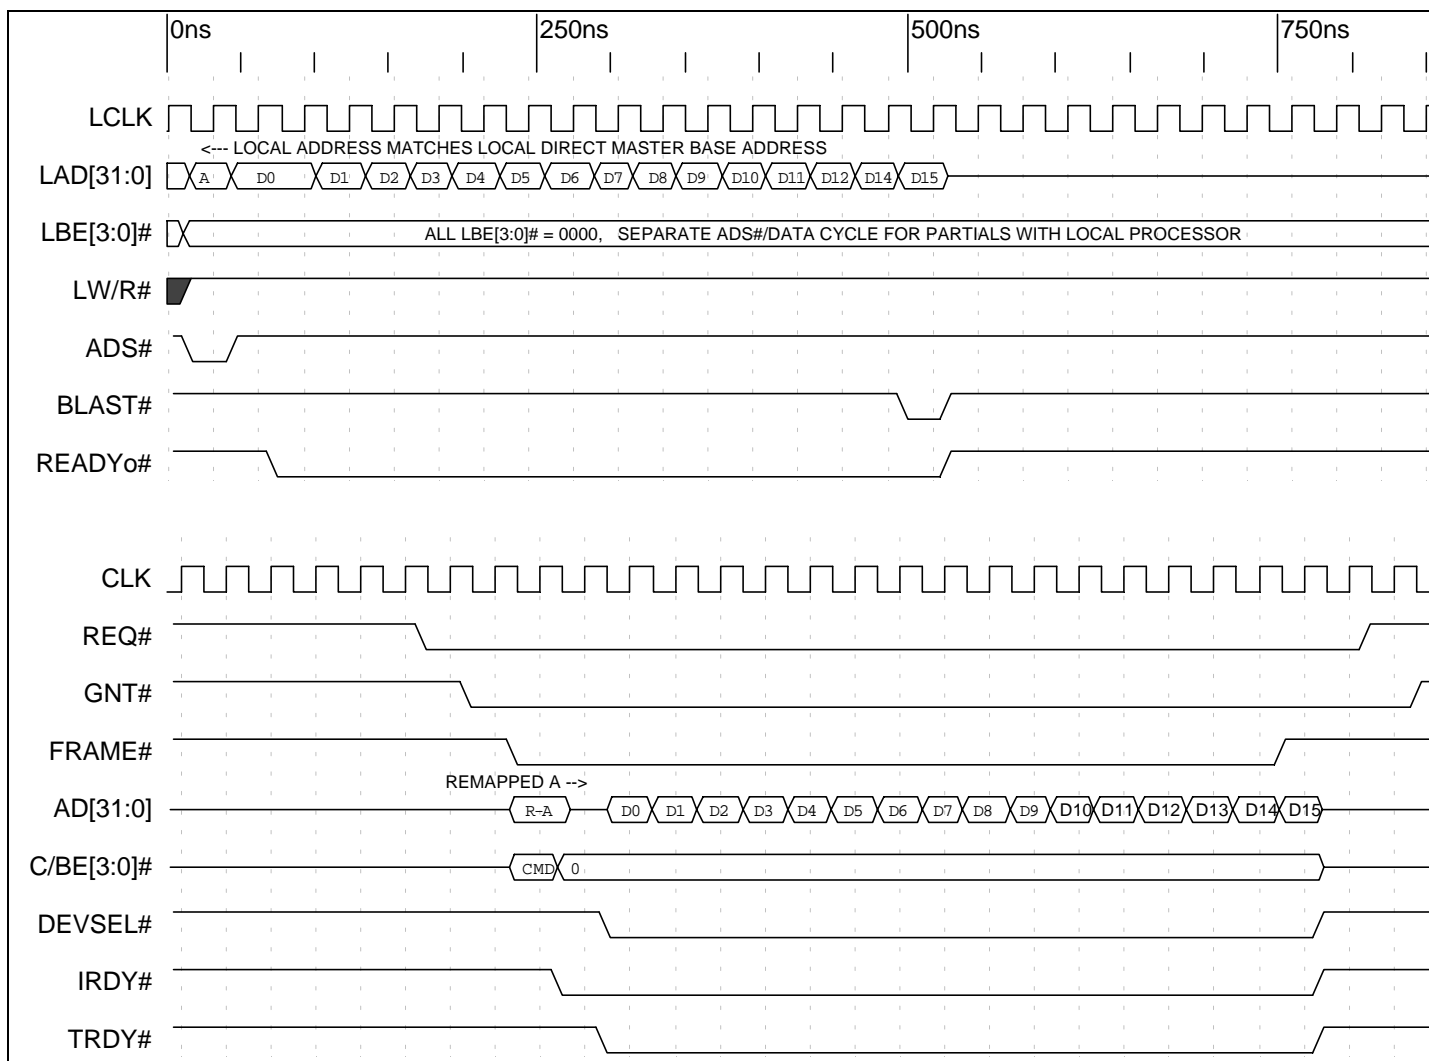 0ns 250ns 500ns 750ns
LCLK
<--- LOCAL ADDRESS MATCHES LOCAL DIRECT MASTER BASE ADDRESS
LAD[31:0] A D0 D1 D2 D3 D4 D5 D6 D7 D8 D9 D10 D11 D12 D14 D15
LBE[3:0]# ALL LBE[3:0]# = 0000, SEPARATE ADS#/DATA CYCLE FOR PARTIALS WITH LOCAL PROCESSOR
LW/R#
ADS#
BLAST#
READYo#
CLK
REQ#
GNT#
FRAME#
REMAPPED A -->
AD[31:0] R-A D0 D1 D2 D3 D4 D5 D6 D7 D8 D9 D10 D11 D12 D13 D14 D15
C/BE[3:0]# CMD 0
DEVSEL#
IRDY#
TRDY#